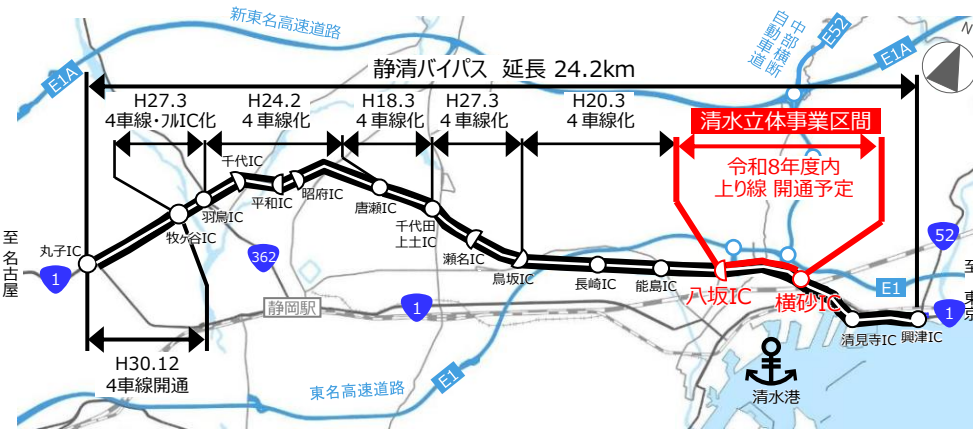 新東名高速道路
E1A
中部横断
自動車道
E52
E1A
N
静清バイパス 延長 24.2km
H27.3
4車線・フルIC化
H24.2
4車線化
H18.3
4車線化
H27.3
4車線化
H20.3
4車線化
清水立体事業区間
令和8年度内
上り線 開通予定
千代IC
平和IC
昭府IC
羽鳥IC
牧ヶ谷IC
唐瀬IC
千代田
上土IC
瀬名IC
鳥坂IC
長崎IC
能島IC
八坂IC
横砂IC
清見寺IC
興津IC
丸子IC
至 名古屋
1
362
静岡駅
1
52
E1
至 東京
1
H30.12
4車線開通
東名高速道路
E1
清水港